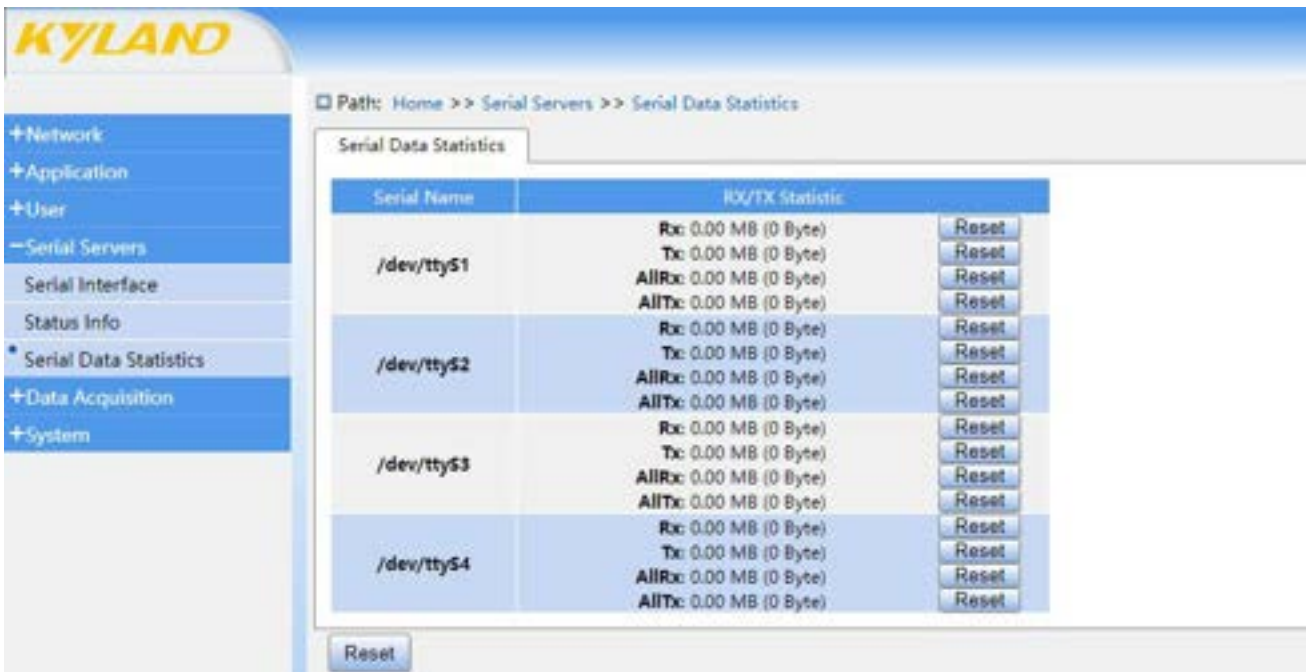 KYLAND
Path: Home >> Serial Servers >> Serial Data Statistics
+Network
+Application
+User
−Serial Servers
Serial Interface
Status Info
Serial Data Statistics
+Data Acquisition
+System
Serial Data Statistics
Serial Name RX/TX Statistic
/dev/ttyS1
Rx: 0.00 MB (0 Byte) Reset
Tx: 0.00 MB (0 Byte) Reset
AllRx: 0.00 MB (0 Byte) Reset
AllTx: 0.00 MB (0 Byte) Reset
/dev/ttyS2
Rx: 0.00 MB (0 Byte) Reset
Tx: 0.00 MB (0 Byte) Reset
AllRx: 0.00 MB (0 Byte) Reset
AllTx: 0.00 MB (0 Byte) Reset
/dev/ttyS3
Rx: 0.00 MB (0 Byte) Reset
Tx: 0.00 MB (0 Byte) Reset
AllRx: 0.00 MB (0 Byte) Reset
AllTx: 0.00 MB (0 Byte) Reset
/dev/ttyS4
Rx: 0.00 MB (0 Byte) Reset
Tx: 0.00 MB (0 Byte) Reset
AllRx: 0.00 MB (0 Byte) Reset
AllTx: 0.00 MB (0 Byte) Reset
Reset